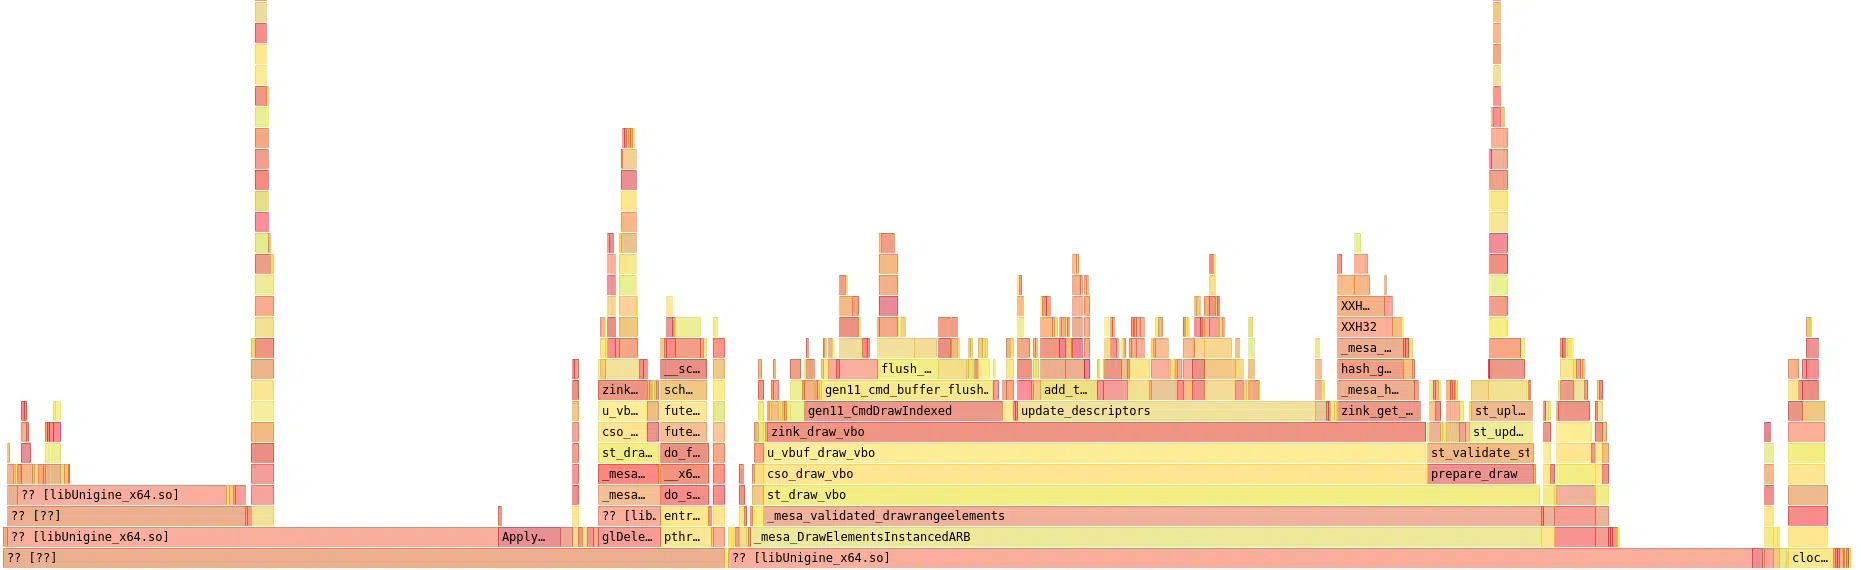 XXH…
XXH32
_mesa_…
flush_… hash_g…
__sc…
zink… sch… gen11_cmd_buffer_flush… add_t… _mesa_h…
u_vb… fute… gen11_CmdDrawIndexed update_descriptors zink_get_… st_upl…
cso_… fute… zink_draw_vbo st_upd…
st_dra… do_f… u_vbuf_draw_vbo st_validate_st
_mesa… __x6… cso_draw_vbo prepare_draw
?? [libUnigine_x64.so] _mesa… do_s… st_draw_vbo
?? [??] ?? [lib… entr… _mesa_validated_drawrangeelements
?? [libUnigine_x64.so] Apply… glDele… pthr… _mesa_DrawElementsInstancedARB
?? [??] ?? [libUnigine_x64.so] cloc…